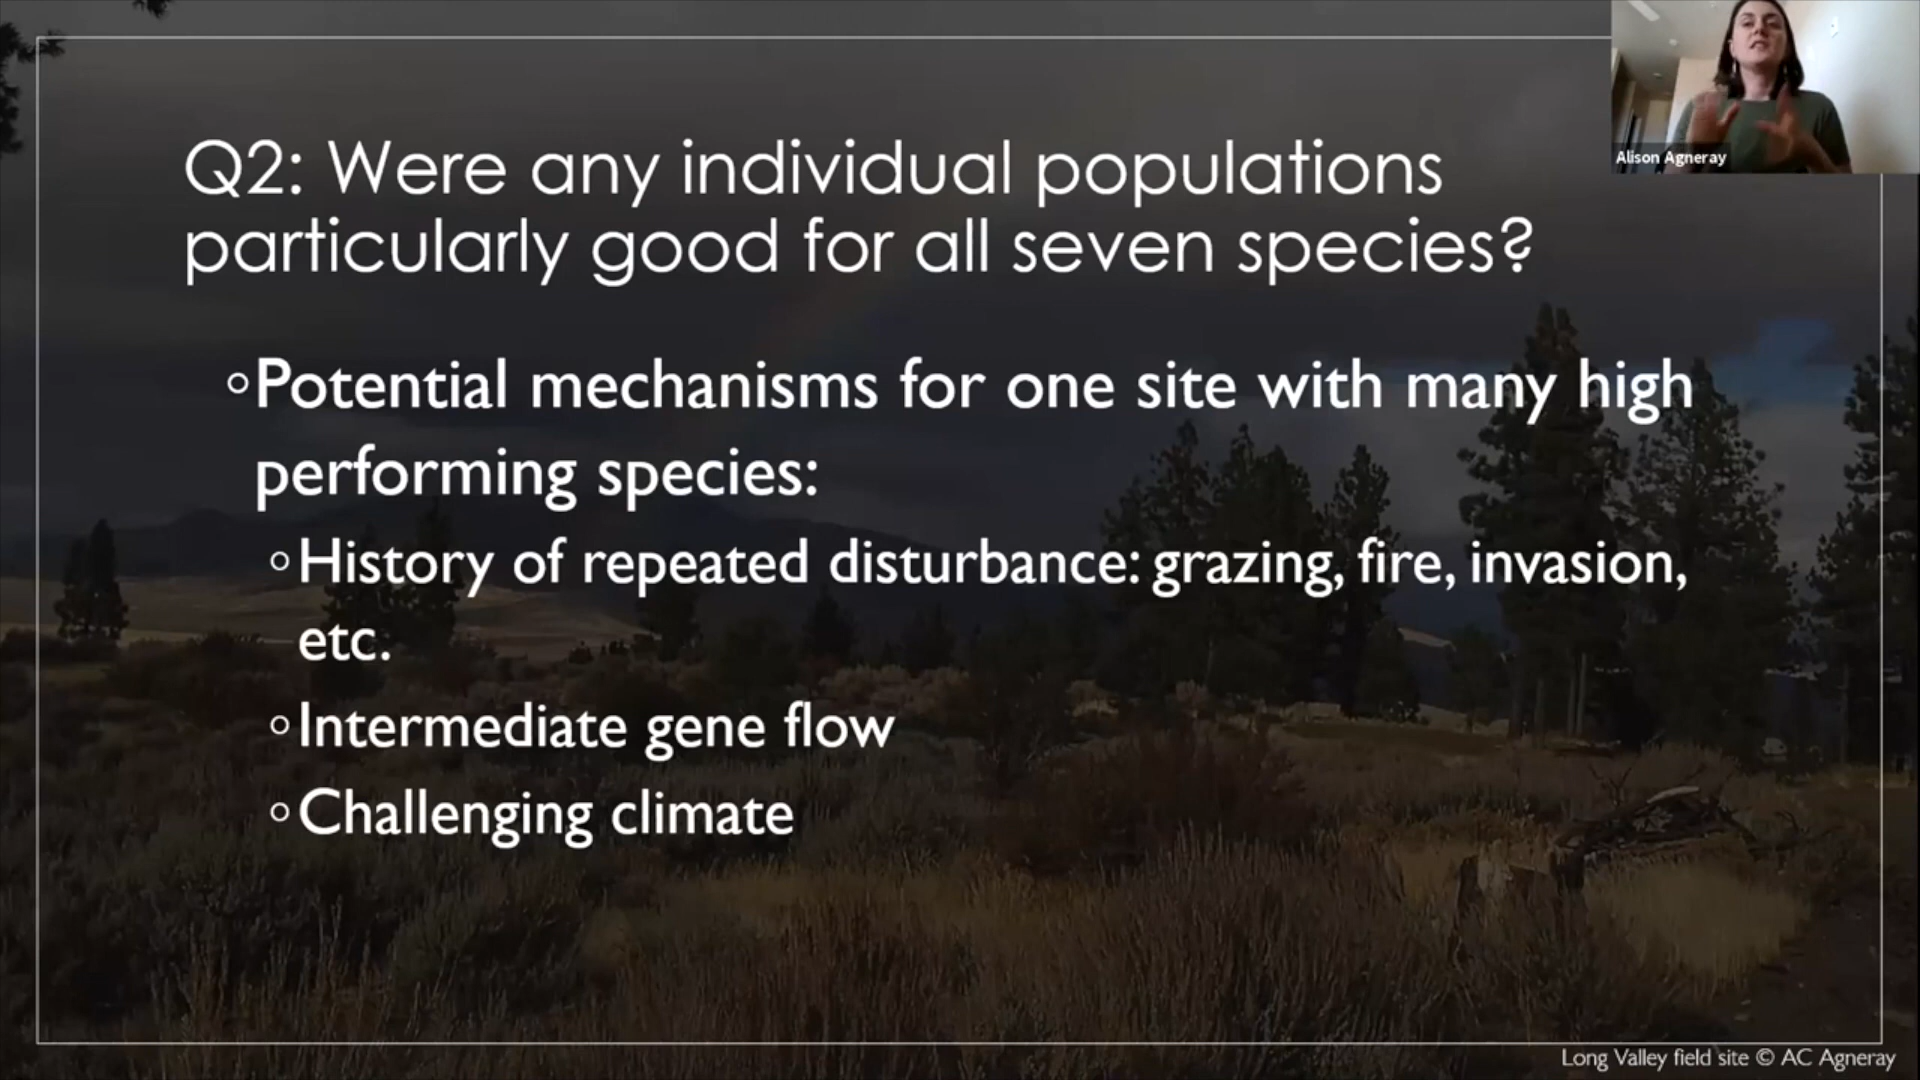 Alison Agneray
Q2: Were any individual populations
particularly good for all seven species?
◦Potential mechanisms for one site with many high
performing species:
◦History of repeated disturbance: grazing, fire, invasion,
etc.
◦Intermediate gene flow
◦Challenging climate
Long Valley field site © AC Agneray